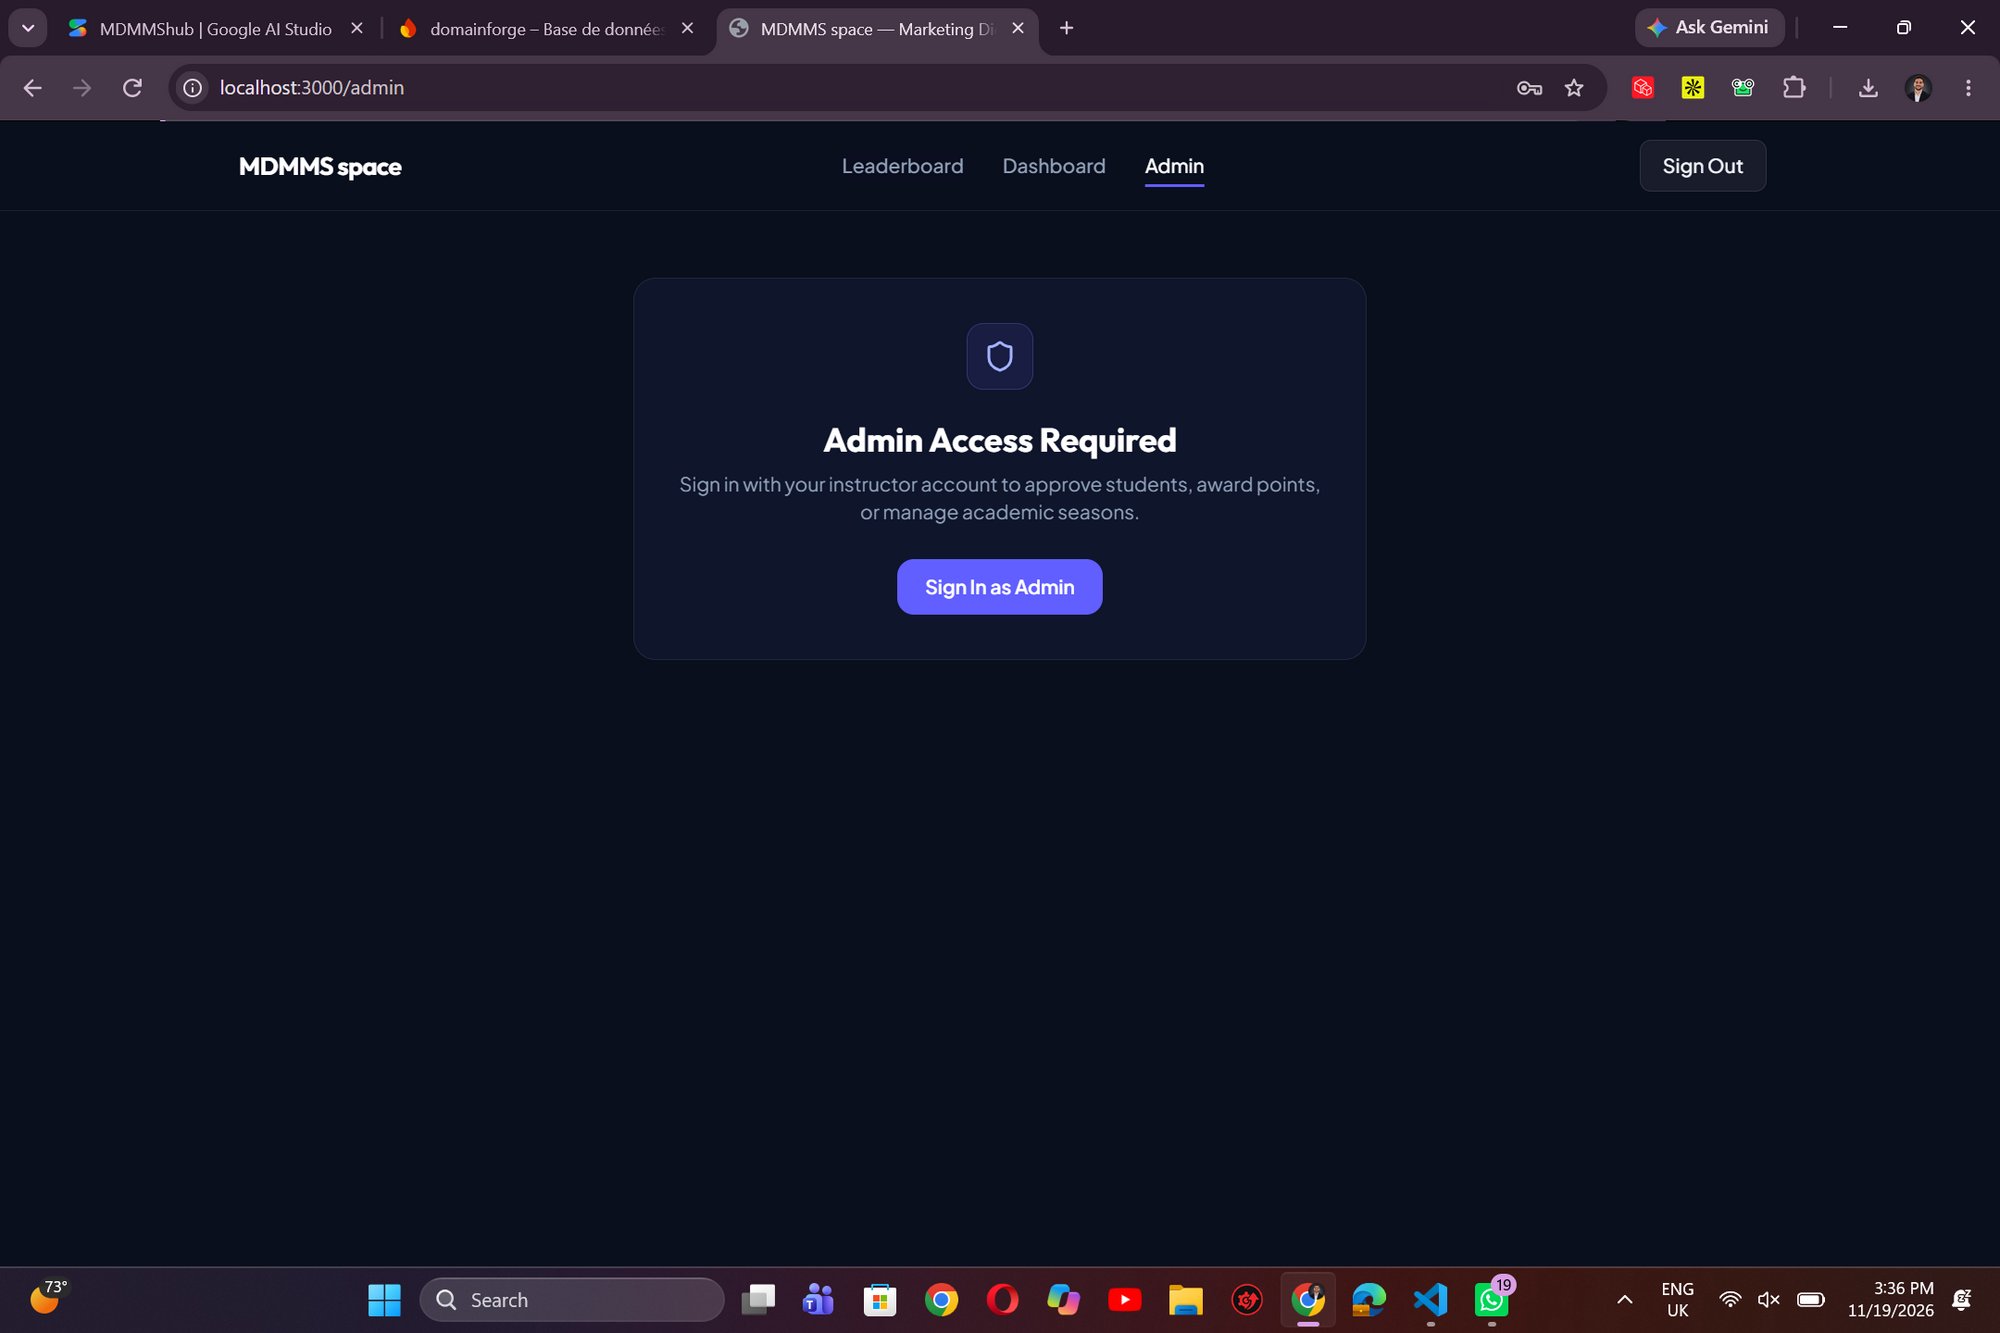 MDMMShub | Google AI Studio
domainforge – Base de données
MDMMS space — Marketing Di
Ask Gemini
localhost:3000/admin
MDMMS space
Leaderboard
Dashboard
Admin
Sign Out
Admin Access Required
Sign in with your instructor account to approve students, award points,
or manage academic seasons.
Sign In as Admin
73°
Search
19
ENG
UK
3:36 PM
11/19/2026